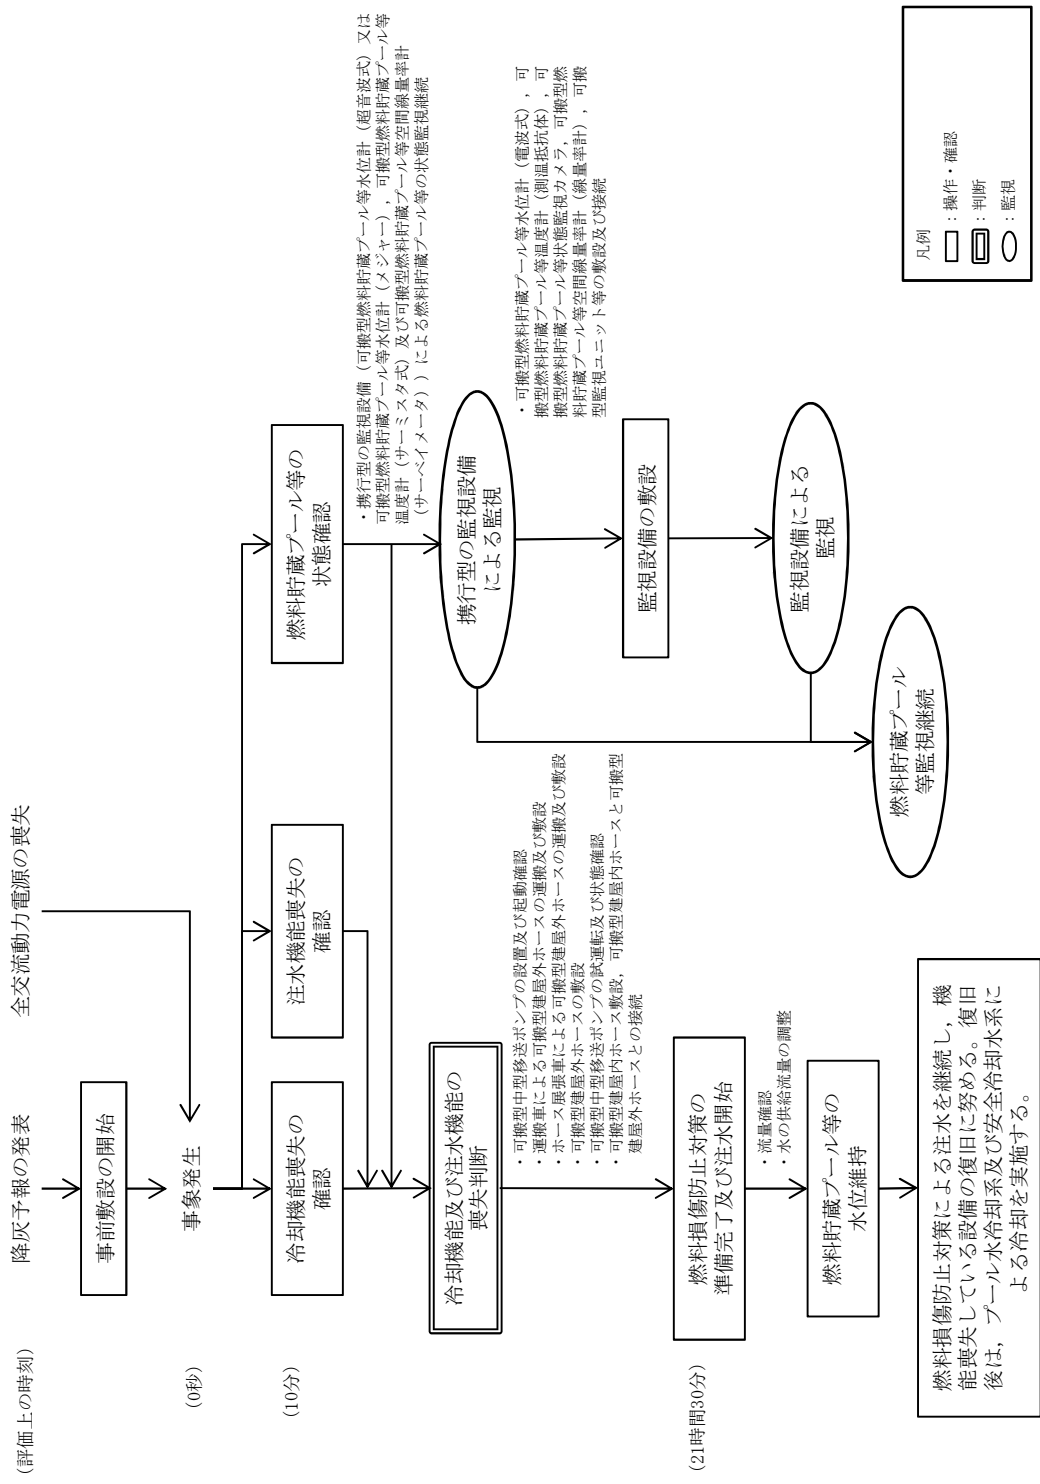 (評価上の時刻)
降灰予報の発表
全交流動力電源の喪失
事前敷設の開始
(0秒)
事象発生
(10分)
冷却機能喪失の
確認
注水機能喪失の
確認
燃料貯蔵プール等の
状態確認
・携行型の監視設備（可搬型燃料貯蔵プール等水位計（超音波式）又は
可搬型燃料貯蔵プール等水位計（メジャー），可搬型燃料貯蔵プール等
温度計（サーミスタ式）及び可搬型燃料貯蔵プール等空間線量率計
（サーベイメータ））による燃料貯蔵プール等の状態監視継続
冷却機能及び注水機能の
喪失判断
携行型の監視設備
による監視
・可搬型中型移送ポンプの設置及び起動確認
・運搬車による可搬型建屋外ホースの運搬及び敷設
・ホース展張車による可搬型建屋外ホースの運搬及び敷設
・可搬型建屋外ホースの敷設
・可搬型中型移送ポンプの試運転及び状態確認
・可搬型建屋内ホース敷設，可搬型建屋内ホースと可搬型
建屋外ホースとの接続
・可搬型燃料貯蔵プール等水位計（電波式），可
搬型燃料貯蔵プール等温度計（測温抵抗体），可
搬型燃料貯蔵プール等状態監視カメラ，可搬型燃
料貯蔵プール等空間線量率計（線量率計），可搬
型監視ユニット等の敷設及び接続
監視設備の敷設
(21時間30分)
燃料損傷防止対策の
準備完了及び注水開始
監視設備による
監視
・流量確認
・水の供給流量の調整
燃料貯蔵プール等の
水位維持
燃料貯蔵プール
等監視継続
燃料損傷防止対策による注水を継続し，機
能喪失している設備の復旧に努める。復旧
後は，プール水冷却系及び安全冷却水系に
よる冷却を実施する。
凡例
：操作・確認
：判断
：監視